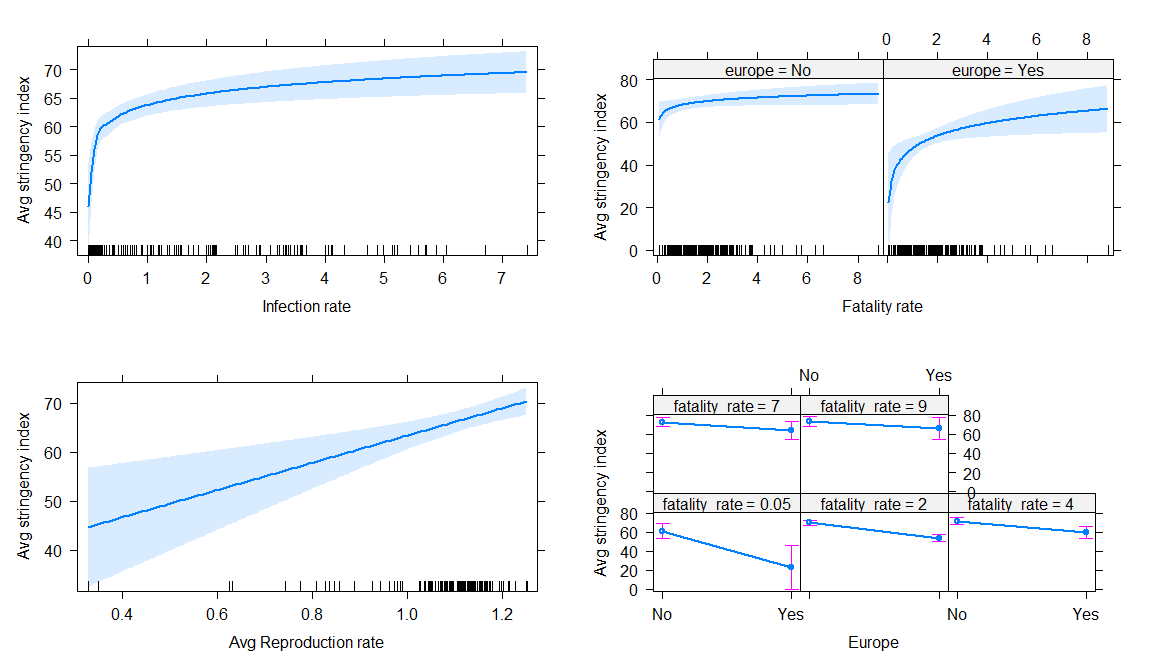 Avg stringency index
70
65
60
55
50
45
40
0 1 2 3 4 5 6 7
Infection rate
0 2 4 6 8
europe = No europe = Yes
Avg stringency index
80
60
40
20
0
0 2 4 6 8
Fatality rate
Avg stringency index
70
60
50
40
0.4 0.6 0.8 1.0 1.2
Avg Reproduction rate
No Yes
fatality_rate = 7 fatality_rate = 9
80
60
40
20
0
fatality_rate = 0.05 fatality_rate = 2 fatality_rate = 4
Avg stringency index
80
60
40
20
0
No Yes No Yes
Europe